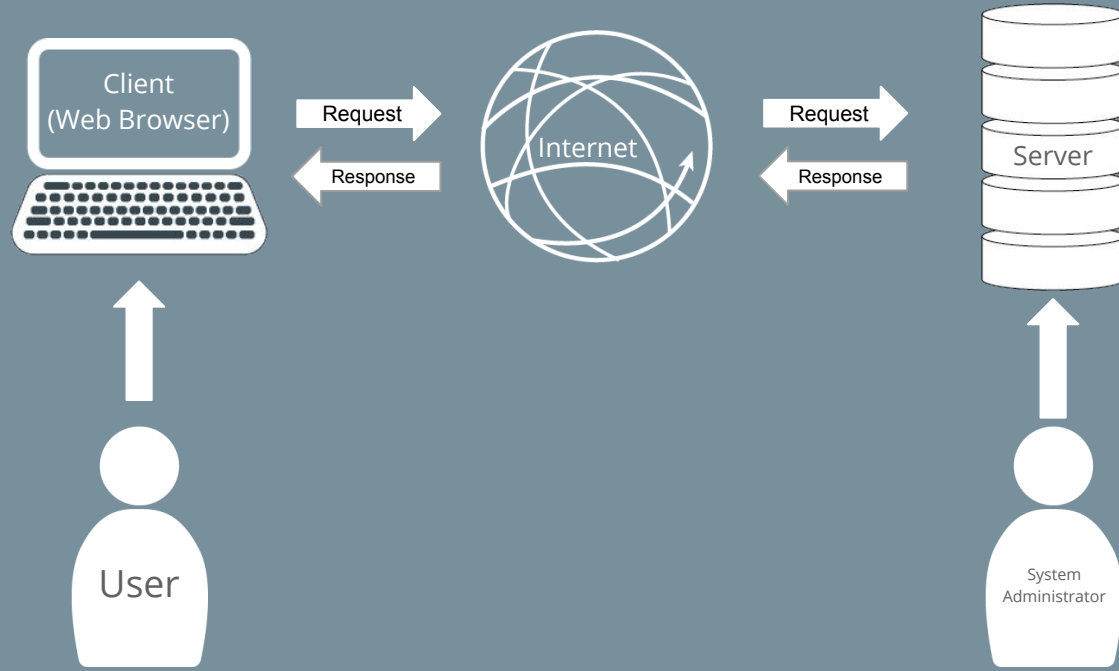 Client
(Web Browser)
Request
Response
Internet
Request
Response
Server
User
System
Administrator